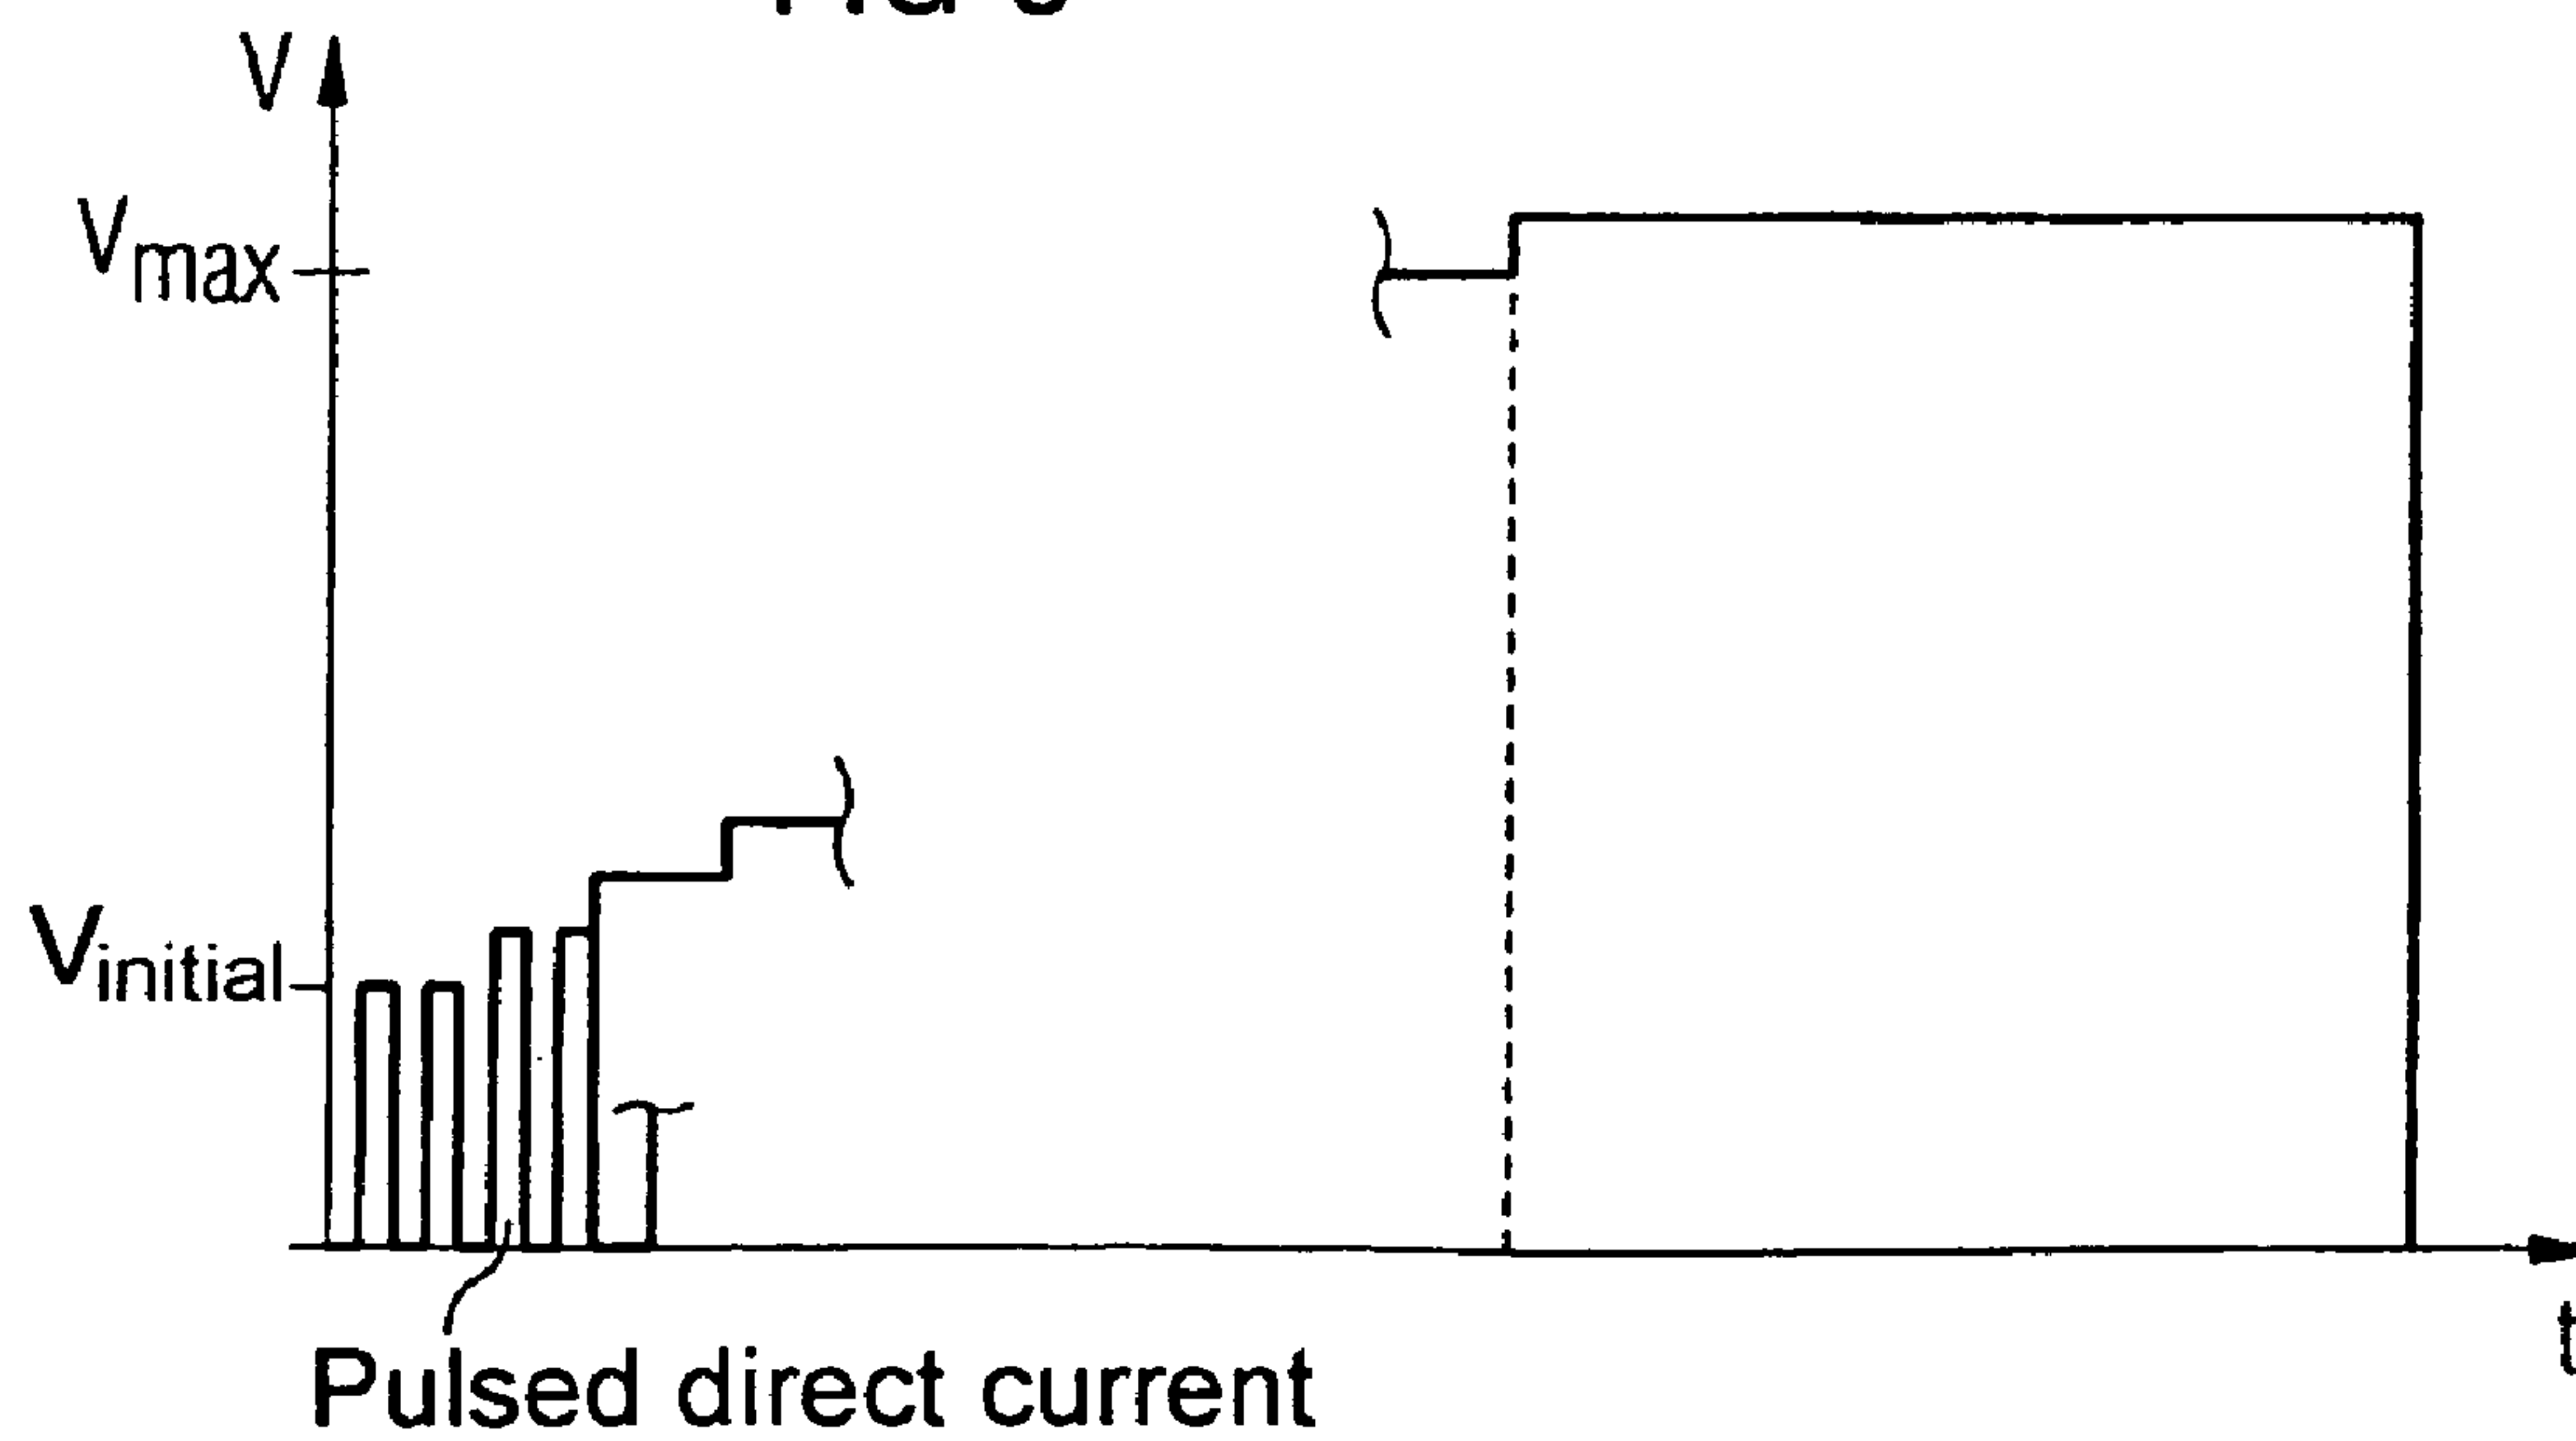 V
Vmax
Vinitial
Pulsed direct current
t